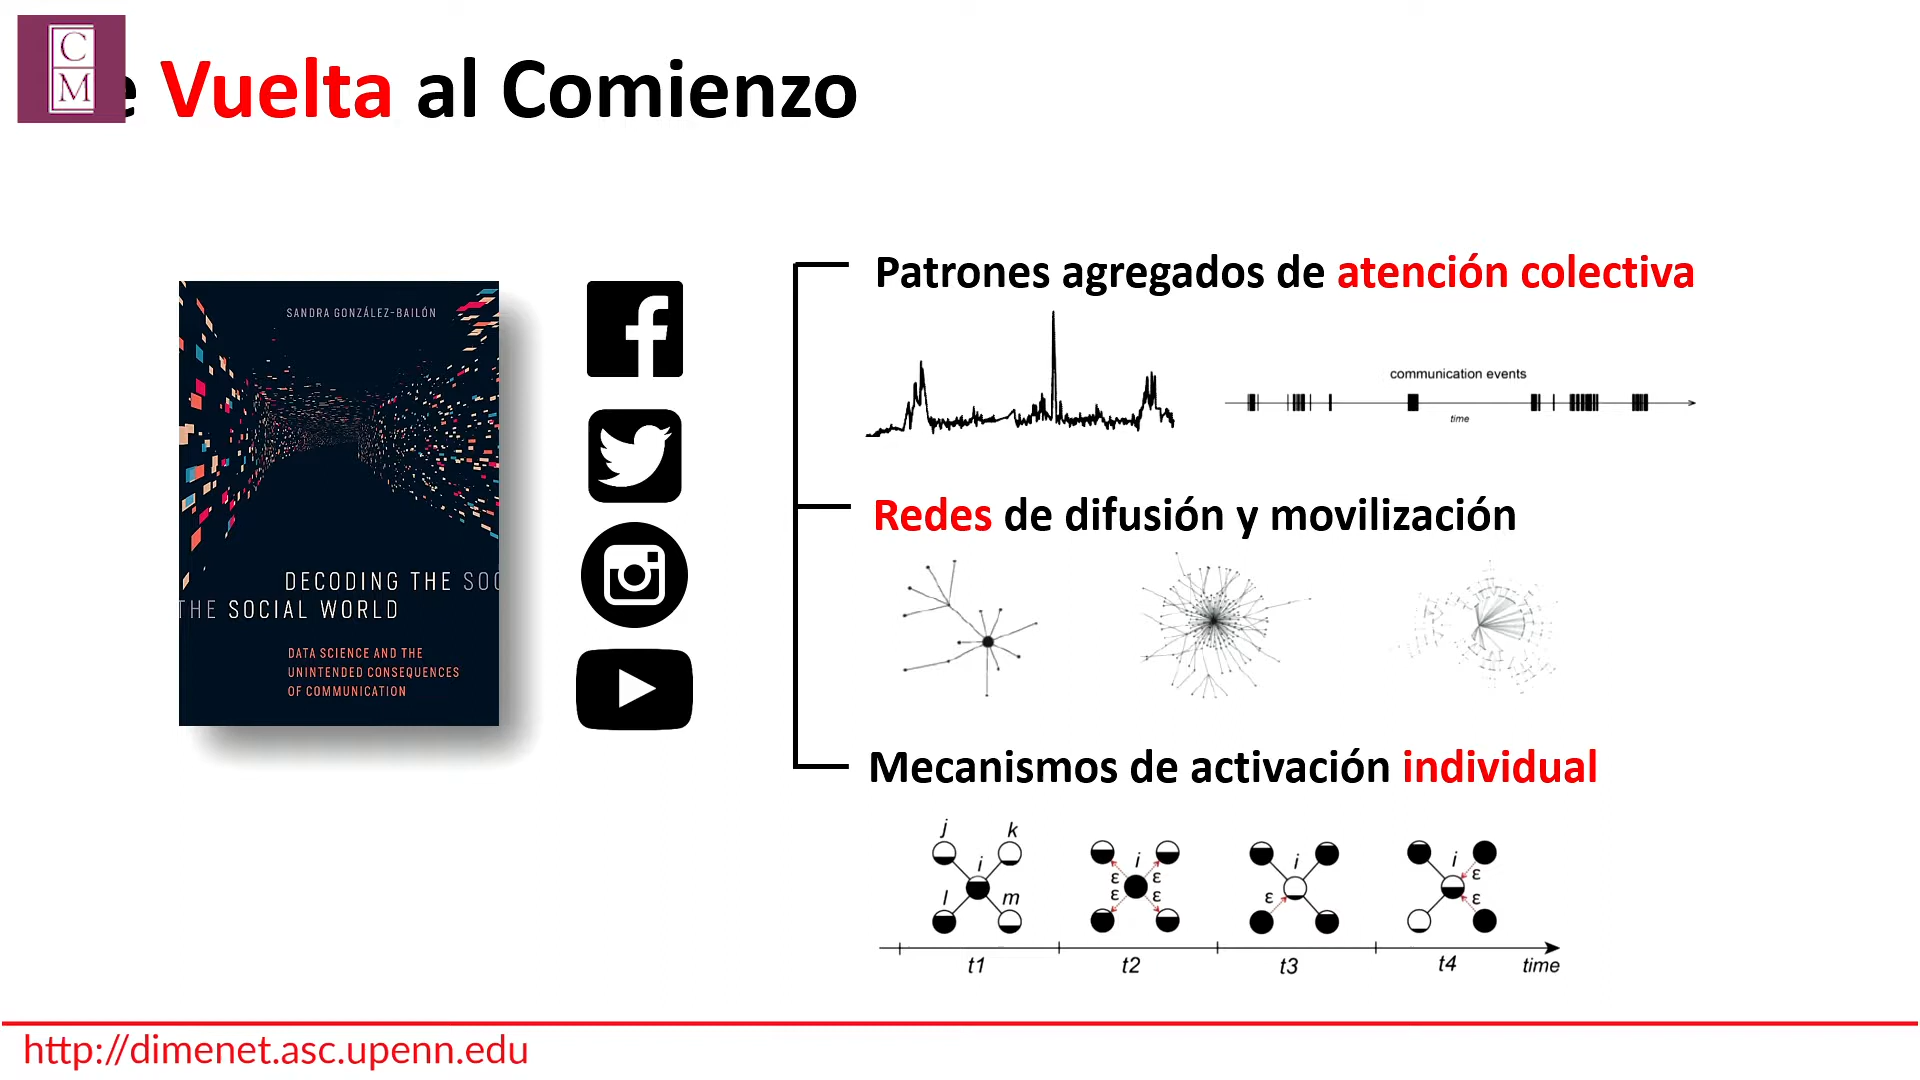 C
M
e Vuelta al Comienzo
SANDRA GONZÁLEZ-BAILÓN
DECODING THE SOC
THE SOCIAL WORLD
DATA SCIENCE AND THE
UNINTENDED CONSEQUENCES
OF COMMUNICATION
Patrones agregados de atención colectiva
communication events
time
Redes de difusión y movilización
Mecanismos de activación individual
j k
i
l m
i
ε ε
ε ε
i
ε
i
ε
ε
t1 t2 t3 t4 time
http://dimenet.asc.upenn.edu